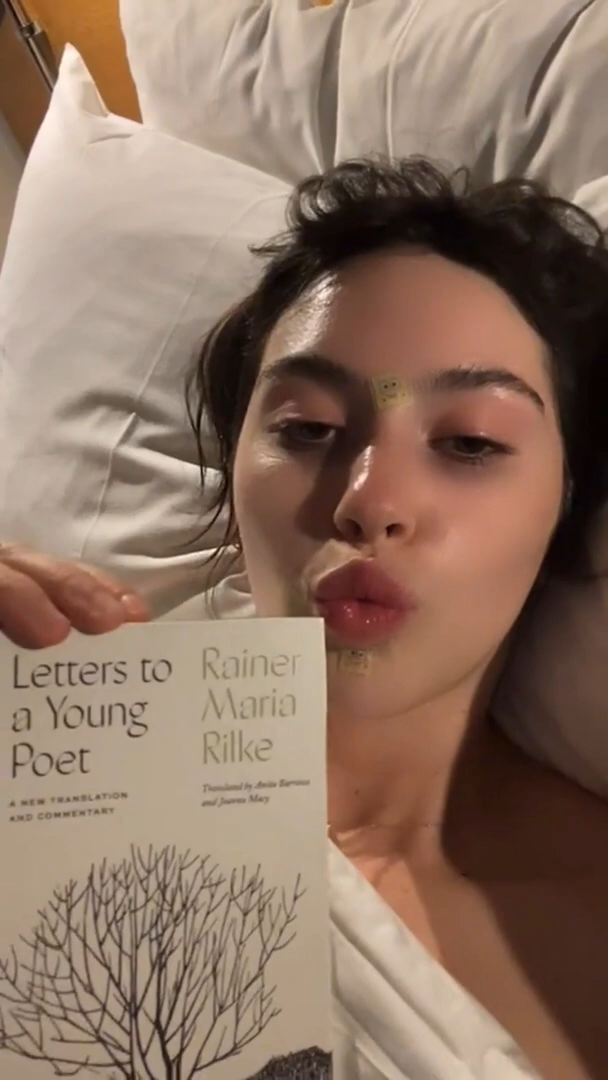 Letters to
a Young
Poet
A NEW TRANSLATION
AND COMMENTARY
Rainer
Maria
Rilke
Translated by Anita Barrows
and Joanna Macy